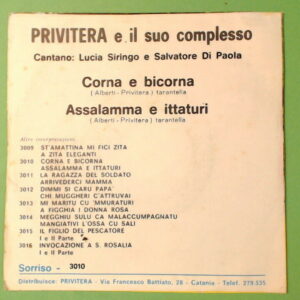 PRIVITERA e il suo complesso
Cantano: Lucia Siringo e Salvatore Di Paola
Corna e bicorna
(Alberti - Privitera) tarantella
Assalamma e ittaturi
(Alberti - Privitera) tarantella
Altre interpretazioni:
3009 ST'AMATTINA MI FICI ZITA
A ZITA ELEGANTI
3010 CORNA E BICORNA
ASSALAMMA E ITTATURI
3011 LA RAGAZZA DEL SOLDATO
ARRIVEDERCI MAMMA
3012 DIMMI SI CARU PAPA'
CHI MUGGHERI C'ATTRUVAI
3013 MI MARITU CU 'MMURATURI
A FIGGHIA I DONNA ROSA
3014 MEGGHIU SULU CA MALACCUMPAGNATU
MANGIATIVI L'OSSA CU SALI
3015 IL FIGLIO DEL PESCATORE
I e II Parte
3016 INVOCAZIONE A S. ROSALIA
I e II Parte
Sorriso - 3010
Distribuisce: PRIVITERA - Via Francesco Battiato, 28 - Catania - Telef. 278.535